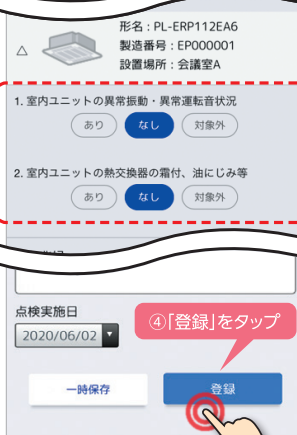 形名：PL-ERP112EA6
製造番号：EP000001
設置場所：会議室A
1. 室内ユニットの異常振動・異常運転音状況
あり なし 対象外
2. 室内ユニットの熱交換器の霜付、油にじみ等
あり なし 対象外
点検実施日
2020/06/02
④「登録」をタップ
一時保存 登録